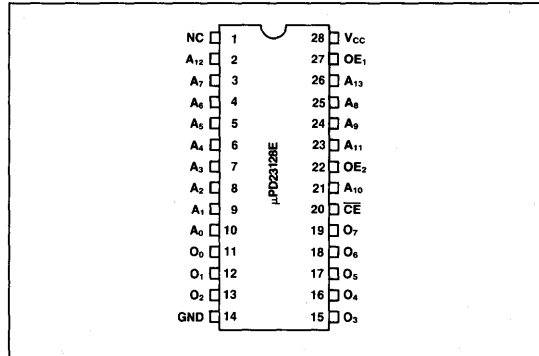 NC 1 28 VCC
A12 2 27 OE1
A7 3 26 A13
A6 4 25 A8
A5 5 24 A9
A4 6 23 A11
A3 7 22 OE2
A2 8 21 A10
A1 9 20 C̅E̅
A0 10 19 O7
O0 11 18 O6
O1 12 17 O5
O2 13 16 O4
GND 14 15 O3
μPD23128E